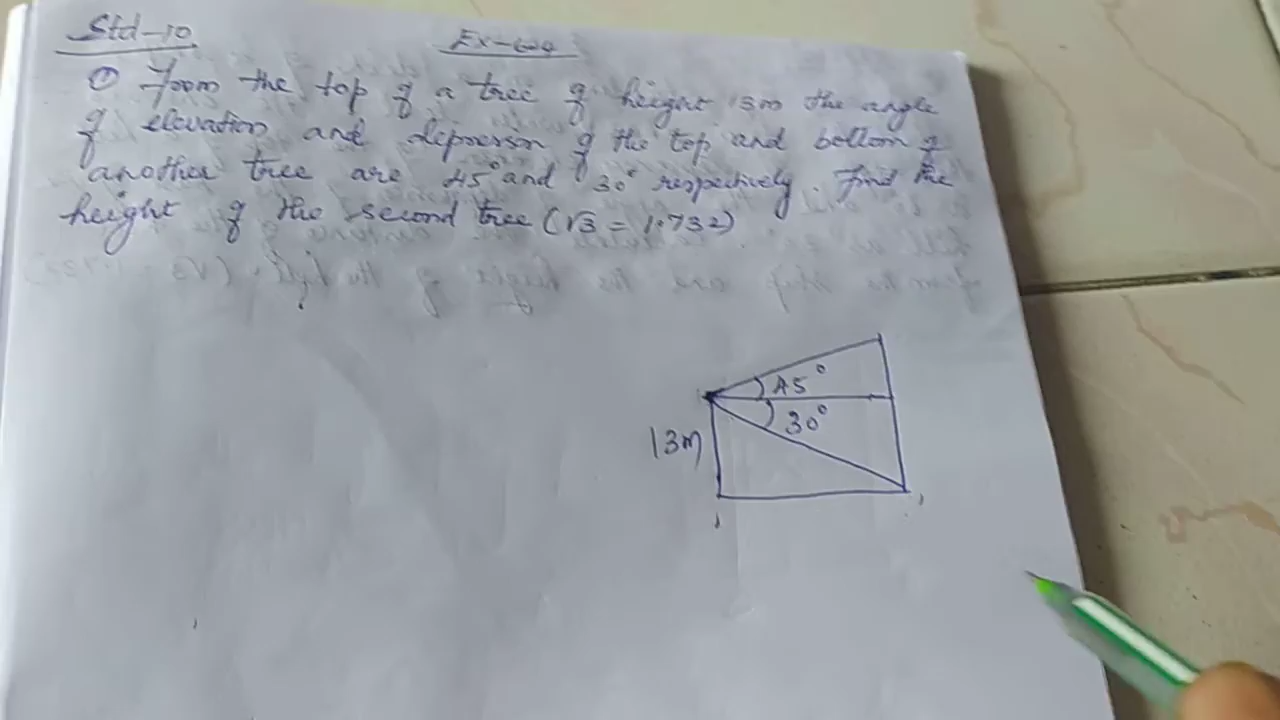 Std-10
Ex-6.4
① From the top of a tree of height 13m the angle
of elevation and depression of the top and bottom of
another tree are 45° and 30° respectively. Find the
height of the second tree (√3 = 1.732)
45°
30°
13m